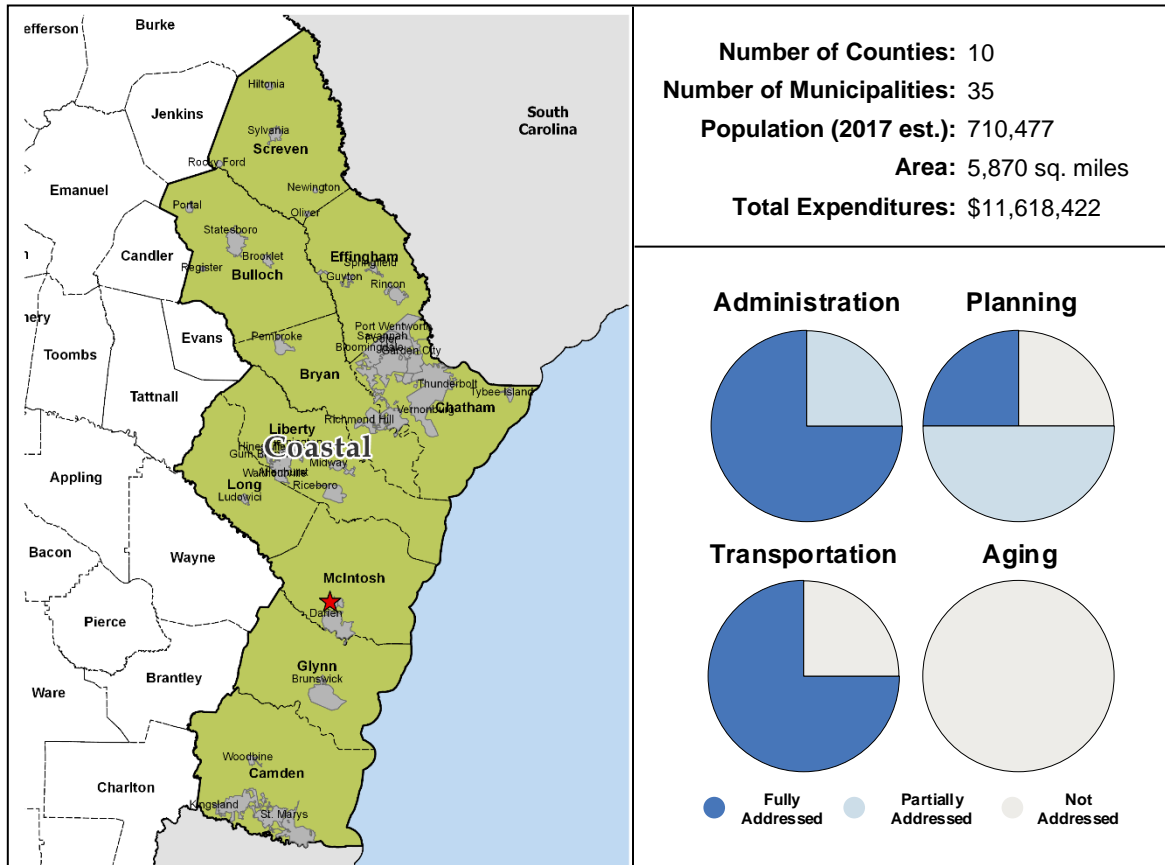 efferson
Burke
Hiltonia
Jenkins
South
Carolina
Sylvania
Screven
Rocky Ford
Emanuel
Newington
Portal
Oliver
Statesboro
Candler
Brooklet
Effingham
Springfield
Register
Bulloch
Guyton
Rincon
nery
Evans
Port Wentworth
Pembroke
Savannah
Pooler
Bloomingdale
Garden City
Toombs
Bryan
Thunderbolt
Tybee Island
Tattnall
Chatham
Vernonburg
Richmond Hill
Liberty
Coastal
Gum B
Midway
Walthourville
Allenhurst
Appling
Long
Riceboro
Ludowici
Bacon
Wayne
McIntosh
Darien
Pierce
Glynn
Brantley
Brunswick
Ware
Woodbine
Camden
Charlton
Kingsland
St. Marys
Number of Counties: 10
Number of Municipalities: 35
Population (2017 est.): 710,477
Area: 5,870 sq. miles
Total Expenditures: $11,618,422
Administration
Planning
Transportation
Aging
Fully
Addressed
Partially
Addressed
Not
Addressed